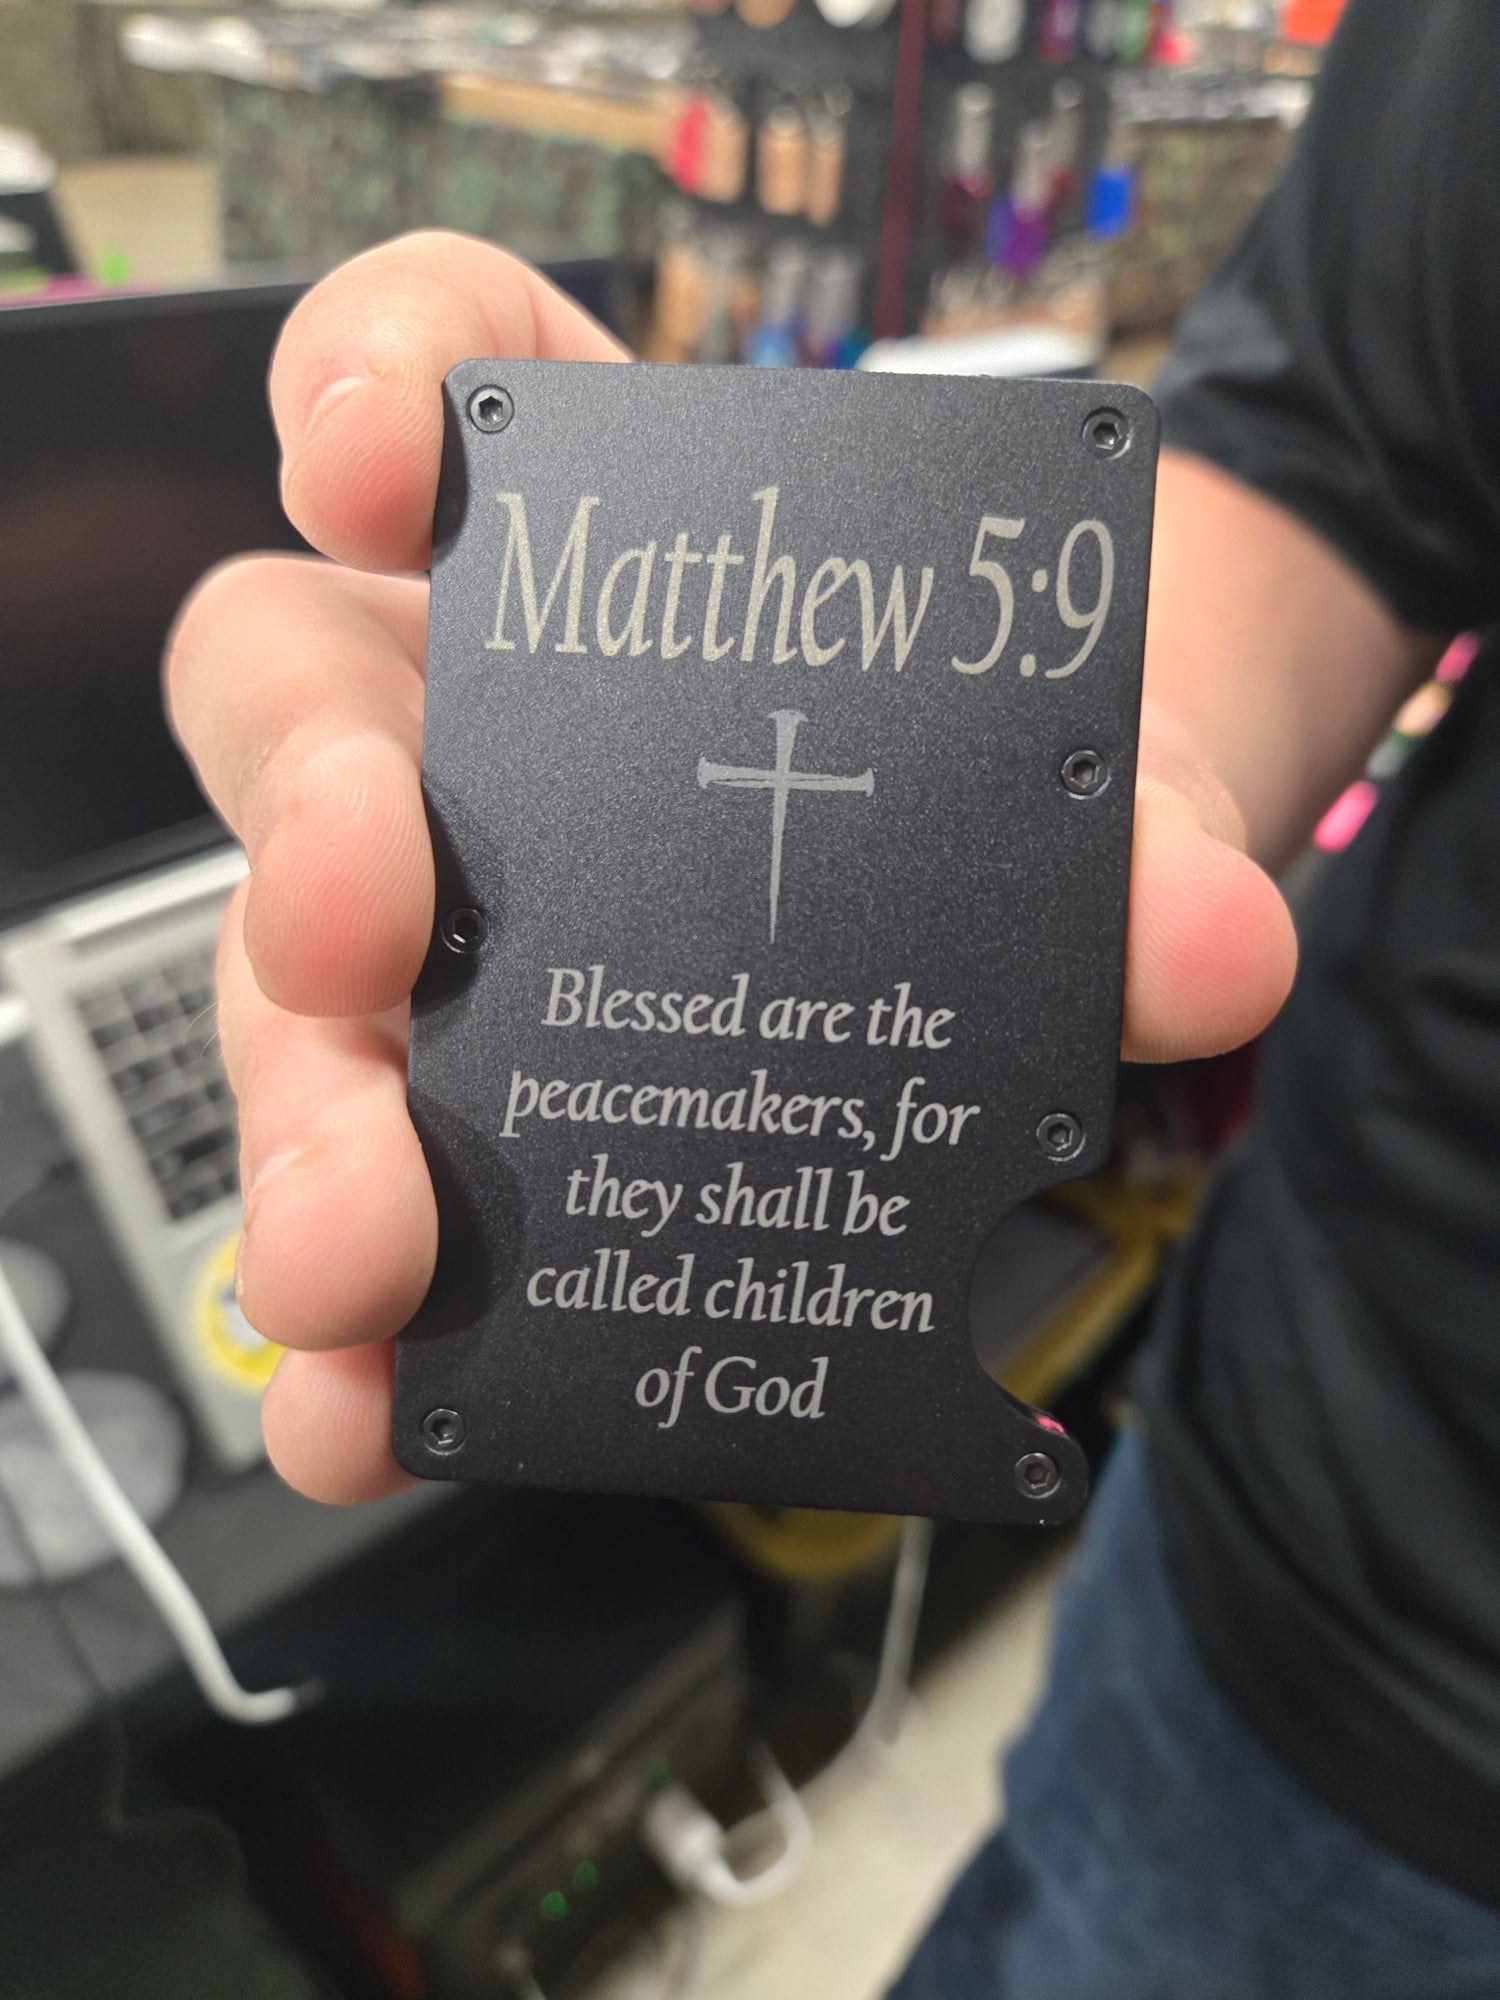 Matthew 5:9
Blessed are the
peacemakers, for
they shall be
called children
of God